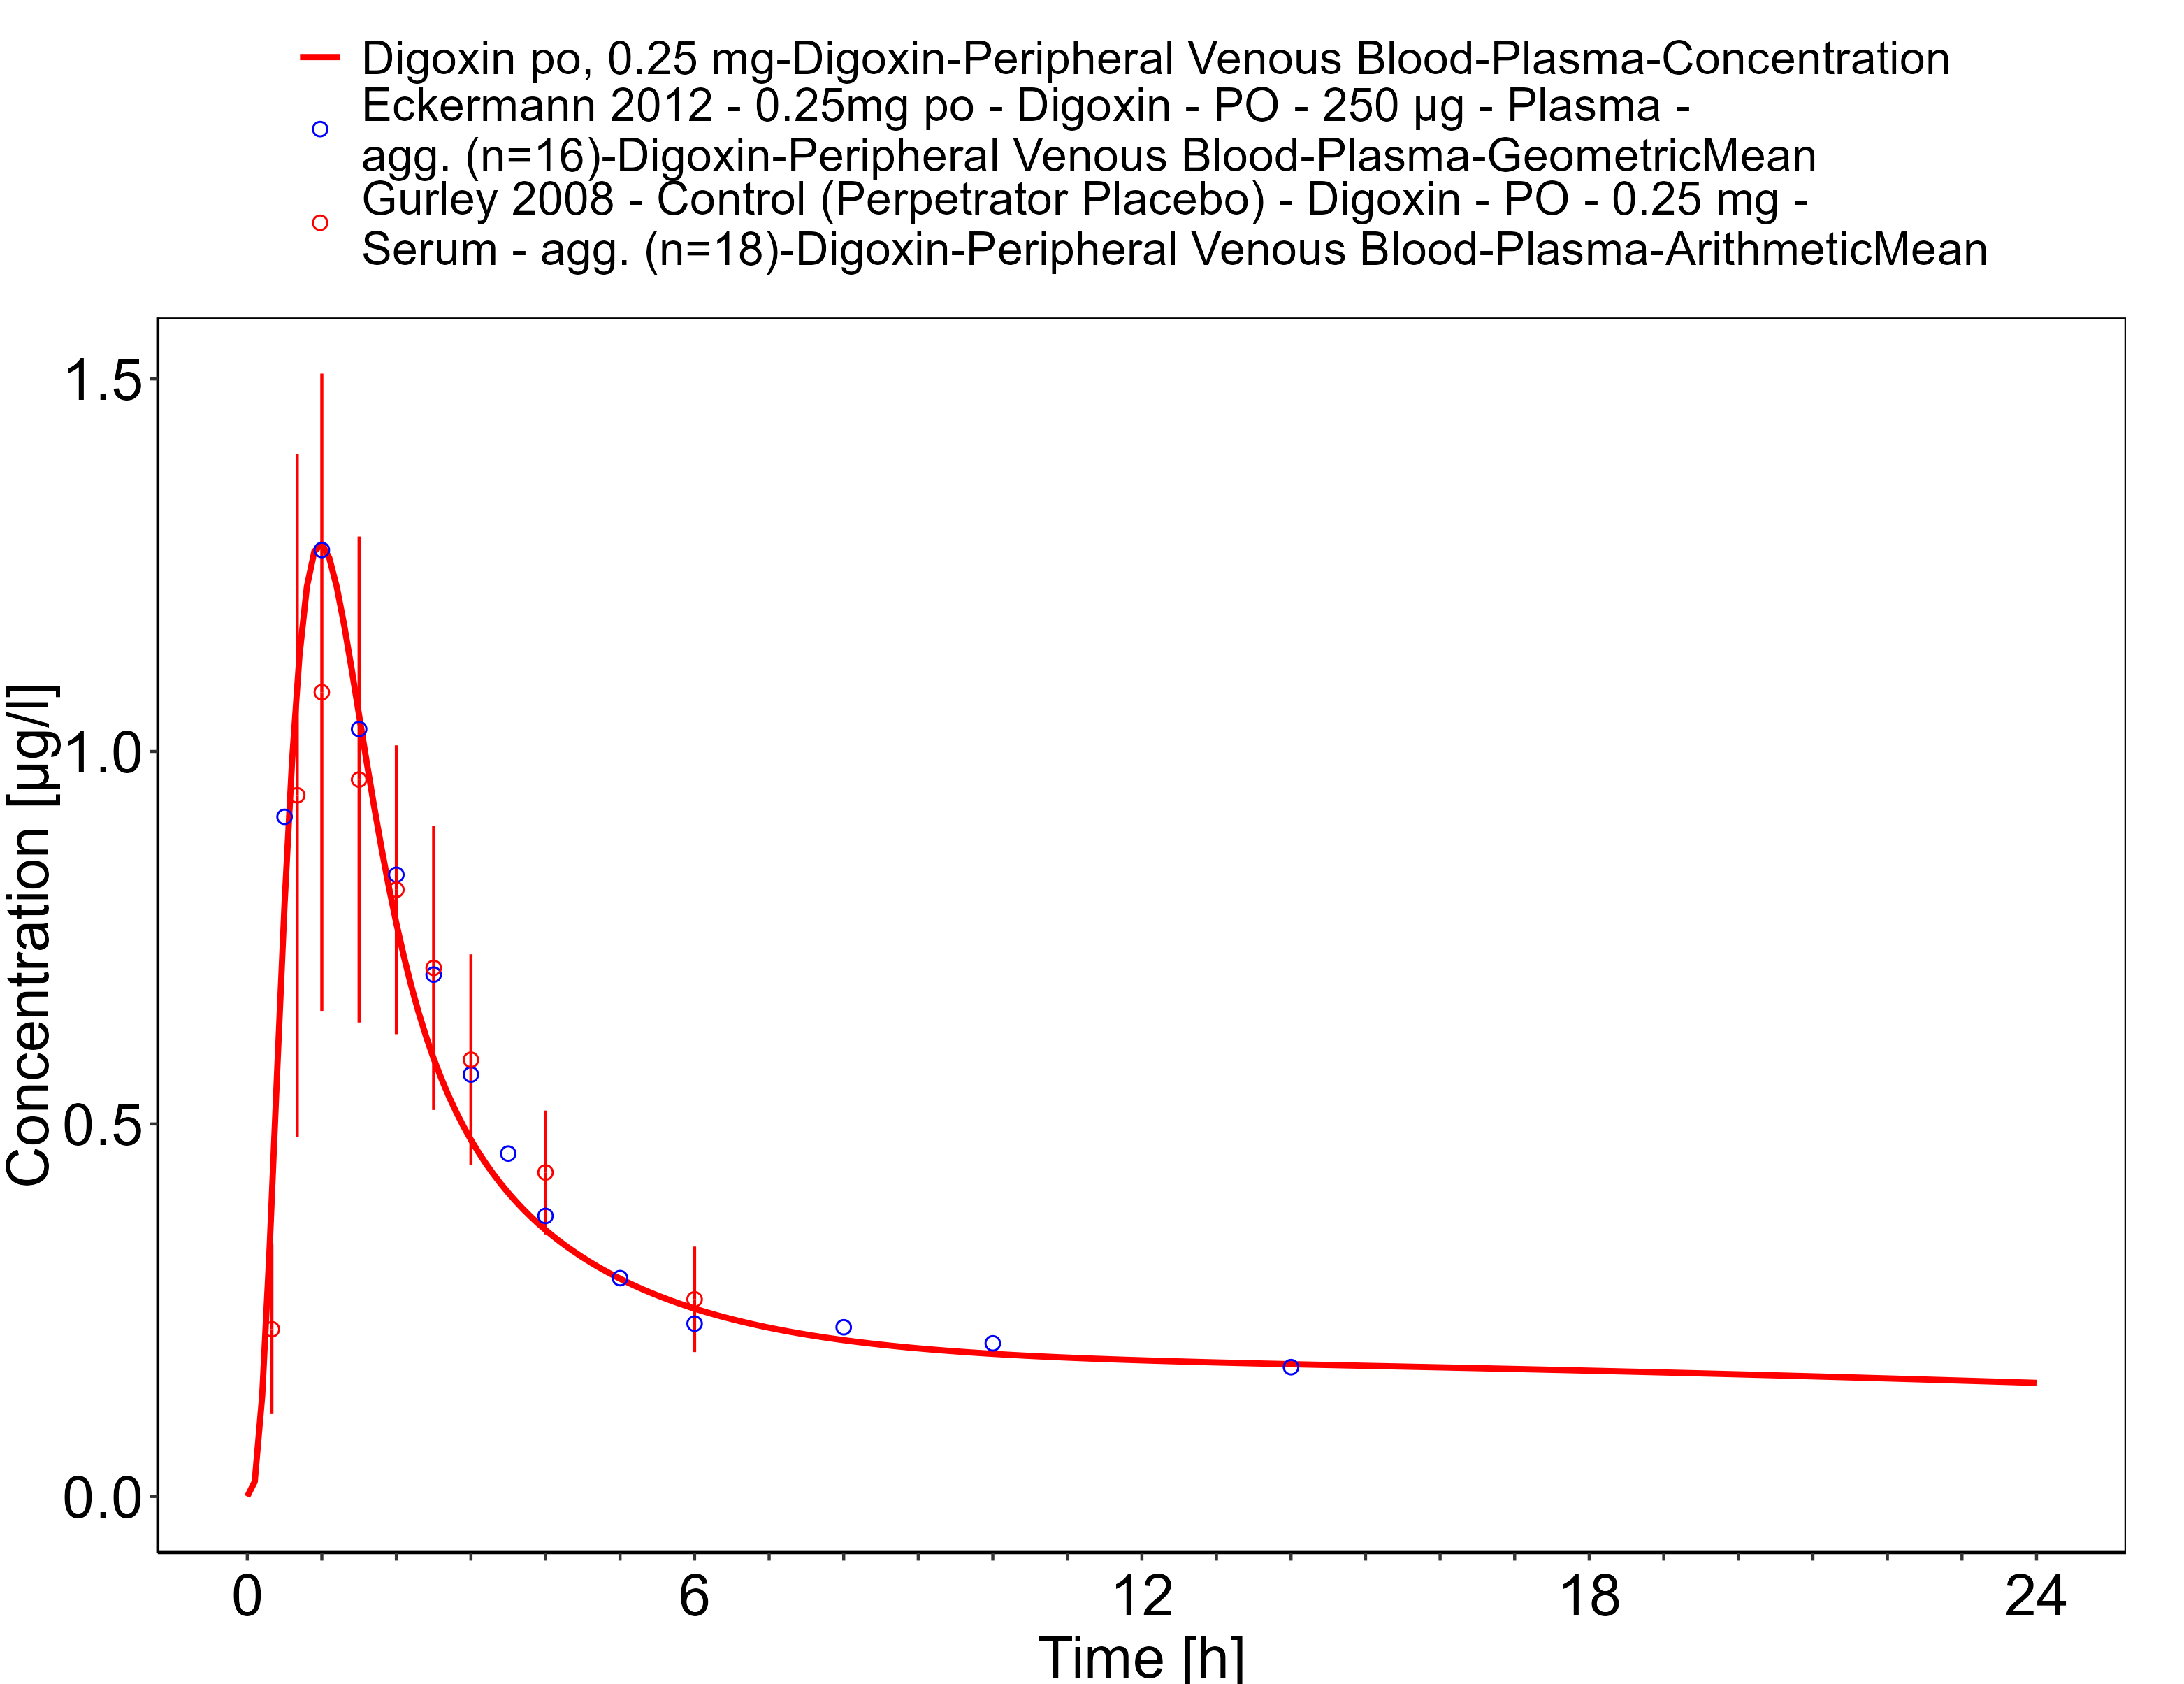 Digoxin po, 0.25 mg-Digoxin-Peripheral Venous Blood-Plasma-Concentration
Eckermann 2012 - 0.25mg po - Digoxin - PO - 250 µg - Plasma -
agg. (n=16)-Digoxin-Peripheral Venous Blood-Plasma-GeometricMean
Gurley 2008 - Control (Perpetrator Placebo) - Digoxin - PO - 0.25 mg -
Serum - agg. (n=18)-Digoxin-Peripheral Venous Blood-Plasma-ArithmeticMean
1.5
1.0
0.5
0.0
Concentration [µg/l]
0 6 12 18 24
Time [h]